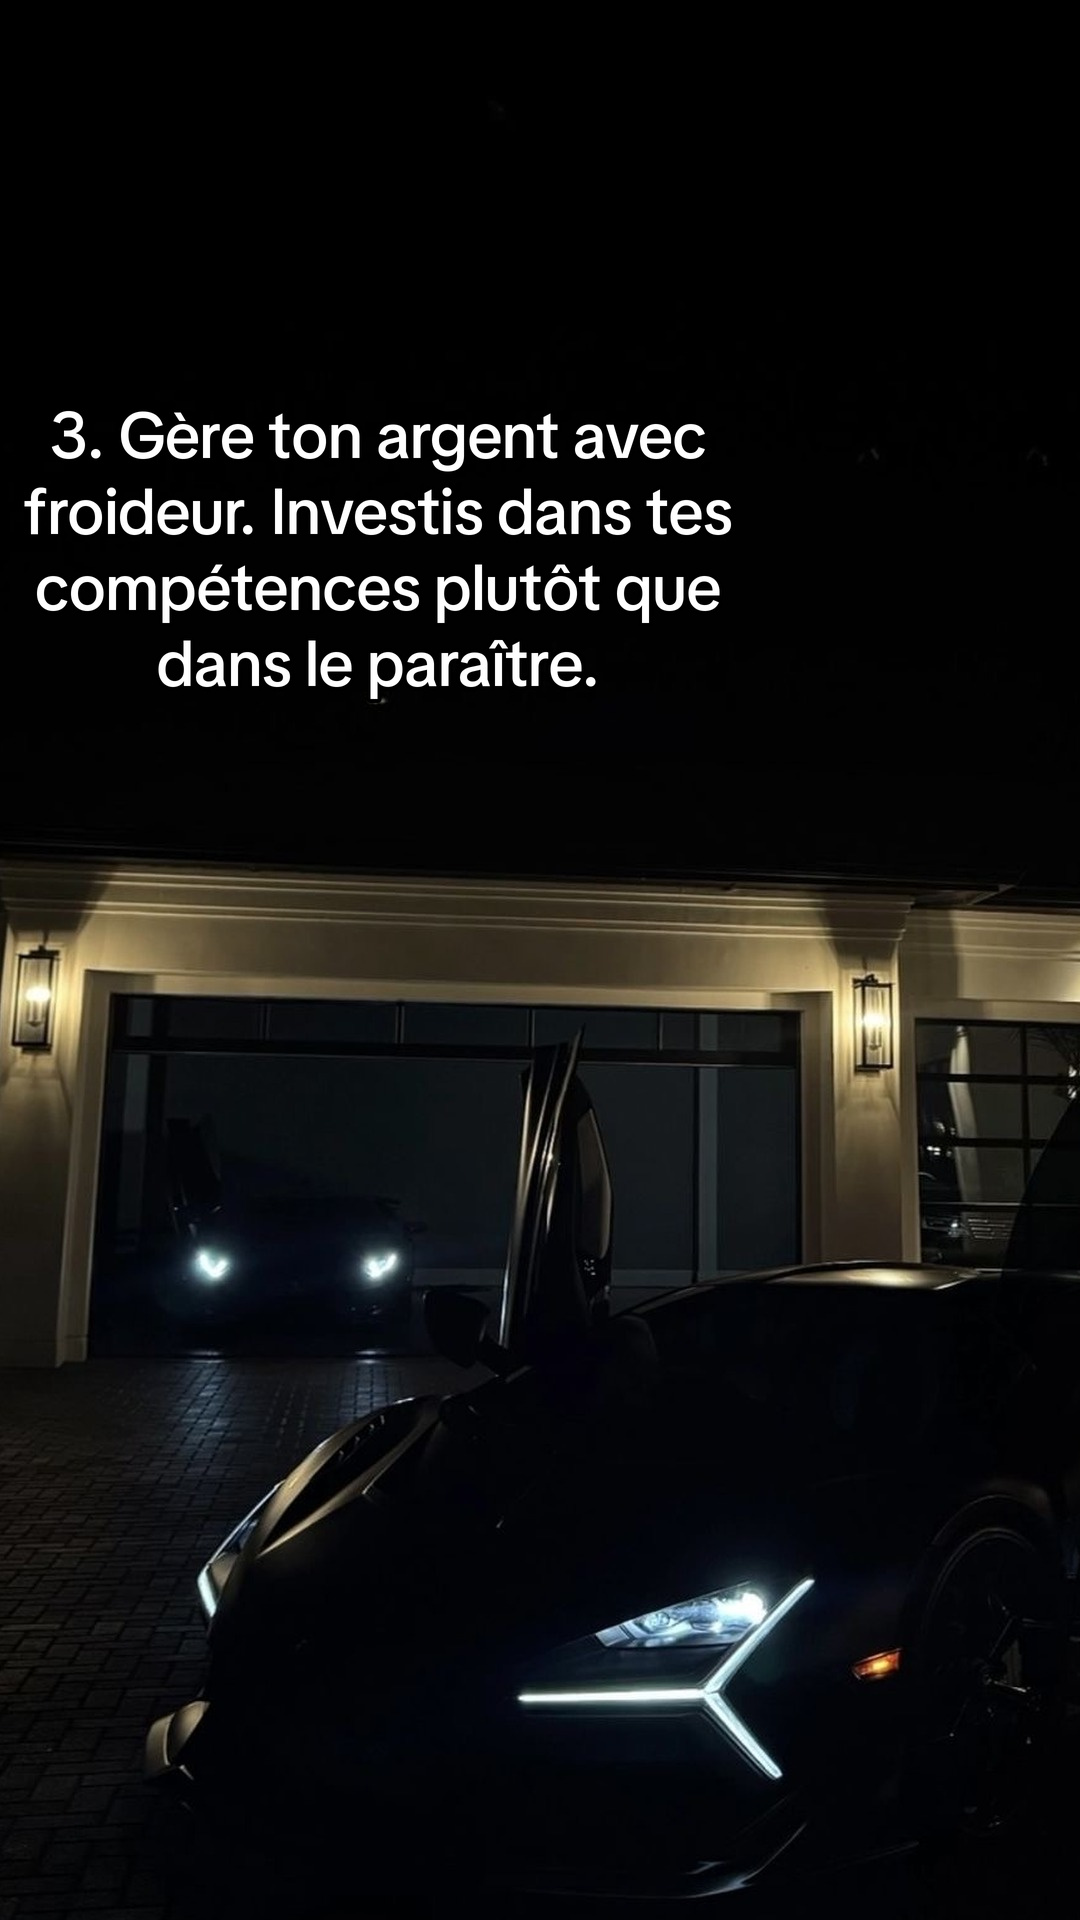 3. Gère ton argent avec
froideur. Investis dans tes
compétences plutôt que
dans le paraître.